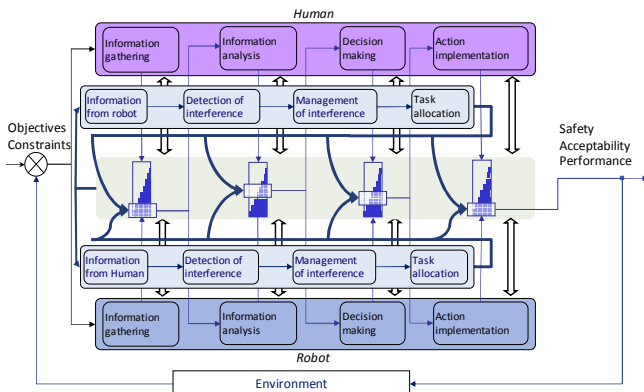 Human
Information
gathering
Information
analysis
Decision
making
Action
implementation
Information
from robot
Detection of
interference
Management
of interference
Task
allocation
Objectives
Constraints
Safety
Acceptability
Performance
Information
from Human
Detection of
interference
Management
of interference
Task
allocation
Information
gathering
Information
analysis
Decision
making
Action
implementation
Robot
Environment